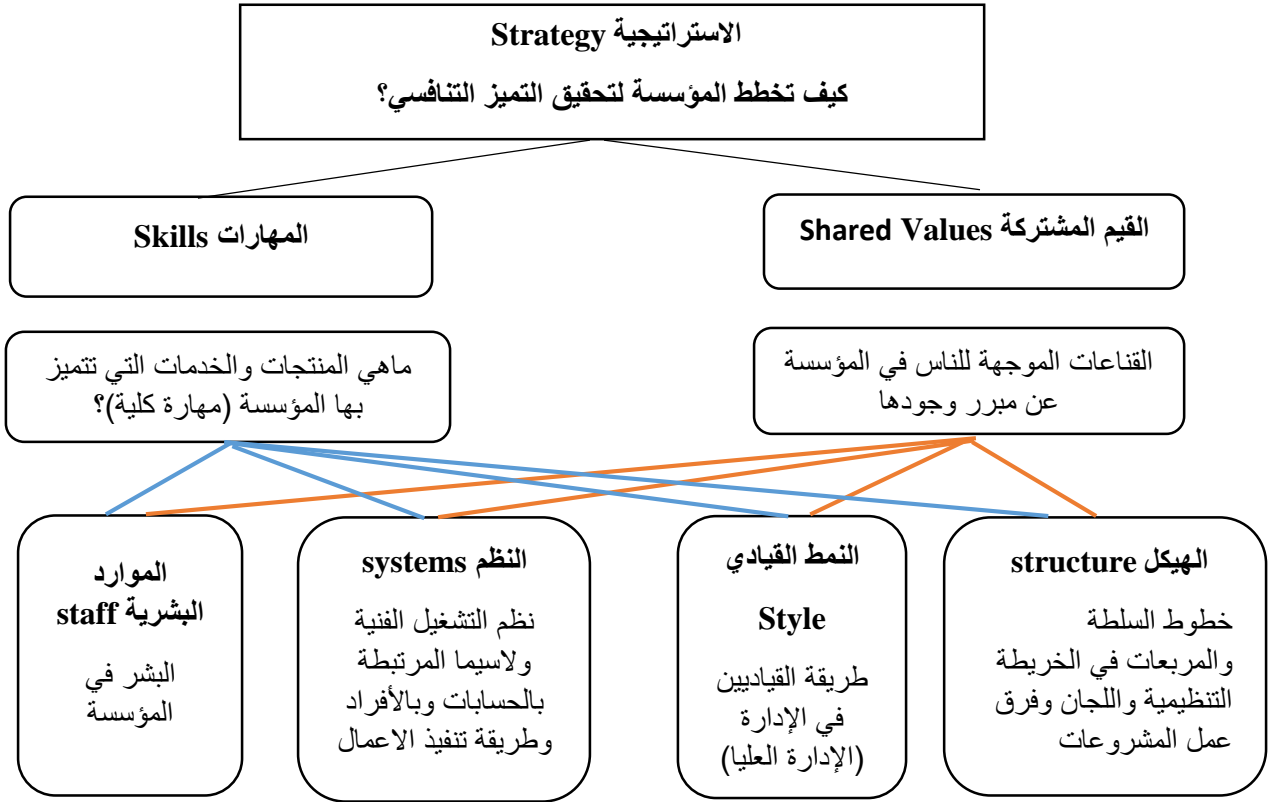 الاستراتيجية Strategy
كيف تخطط المؤسسة لتحقيق التميز التنافسي؟
القيم المشتركة Shared Values
المهارات Skills
القناعات الموجهة للناس في المؤسسة
عن مبرر وجودها
ماهي المنتجات والخدمات التي تتميز
بها المؤسسة (مهارة كلية)؟
الهيكل structure
خطوط السلطة
والمربعات في الخريطة
التنظيمية واللجان وفرق
عمل المشروعات
النمط القيادي
Style
طريقة القياديين
في الإدارة
(الإدارة العليا)
النظم systems
نظم التشغيل الفنية
ولاسيما المرتبطة
بالحسابات وبالأفراد
وطريقة تنفيذ الاعمال
الموارد
البشرية staff
البشر في
المؤسسة